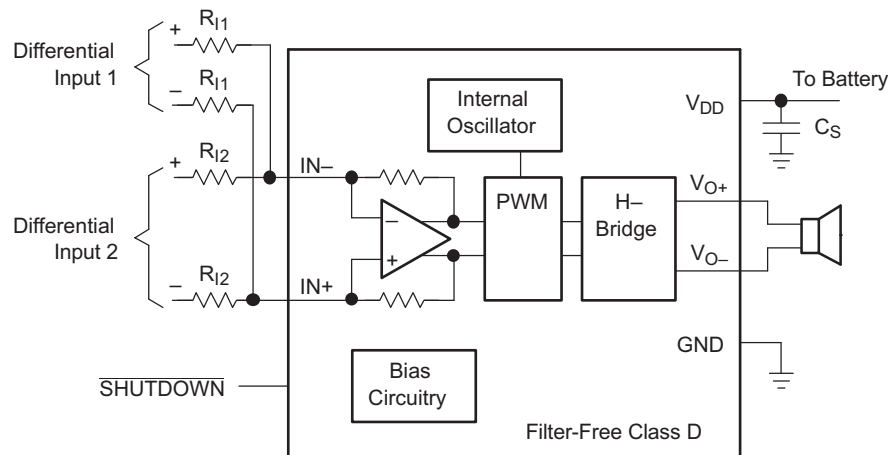 Differential
Input 1
+
R_I1
–
R_I1
Differential
Input 2
+
R_I2
–
R_I2
IN–
IN+
SHUTDOWN
Internal
Oscillator
–
+
PWM
H–
Bridge
Bias
Circuitry
V_DD
To Battery
C_S
V_O+
V_O–
GND
Filter-Free Class D